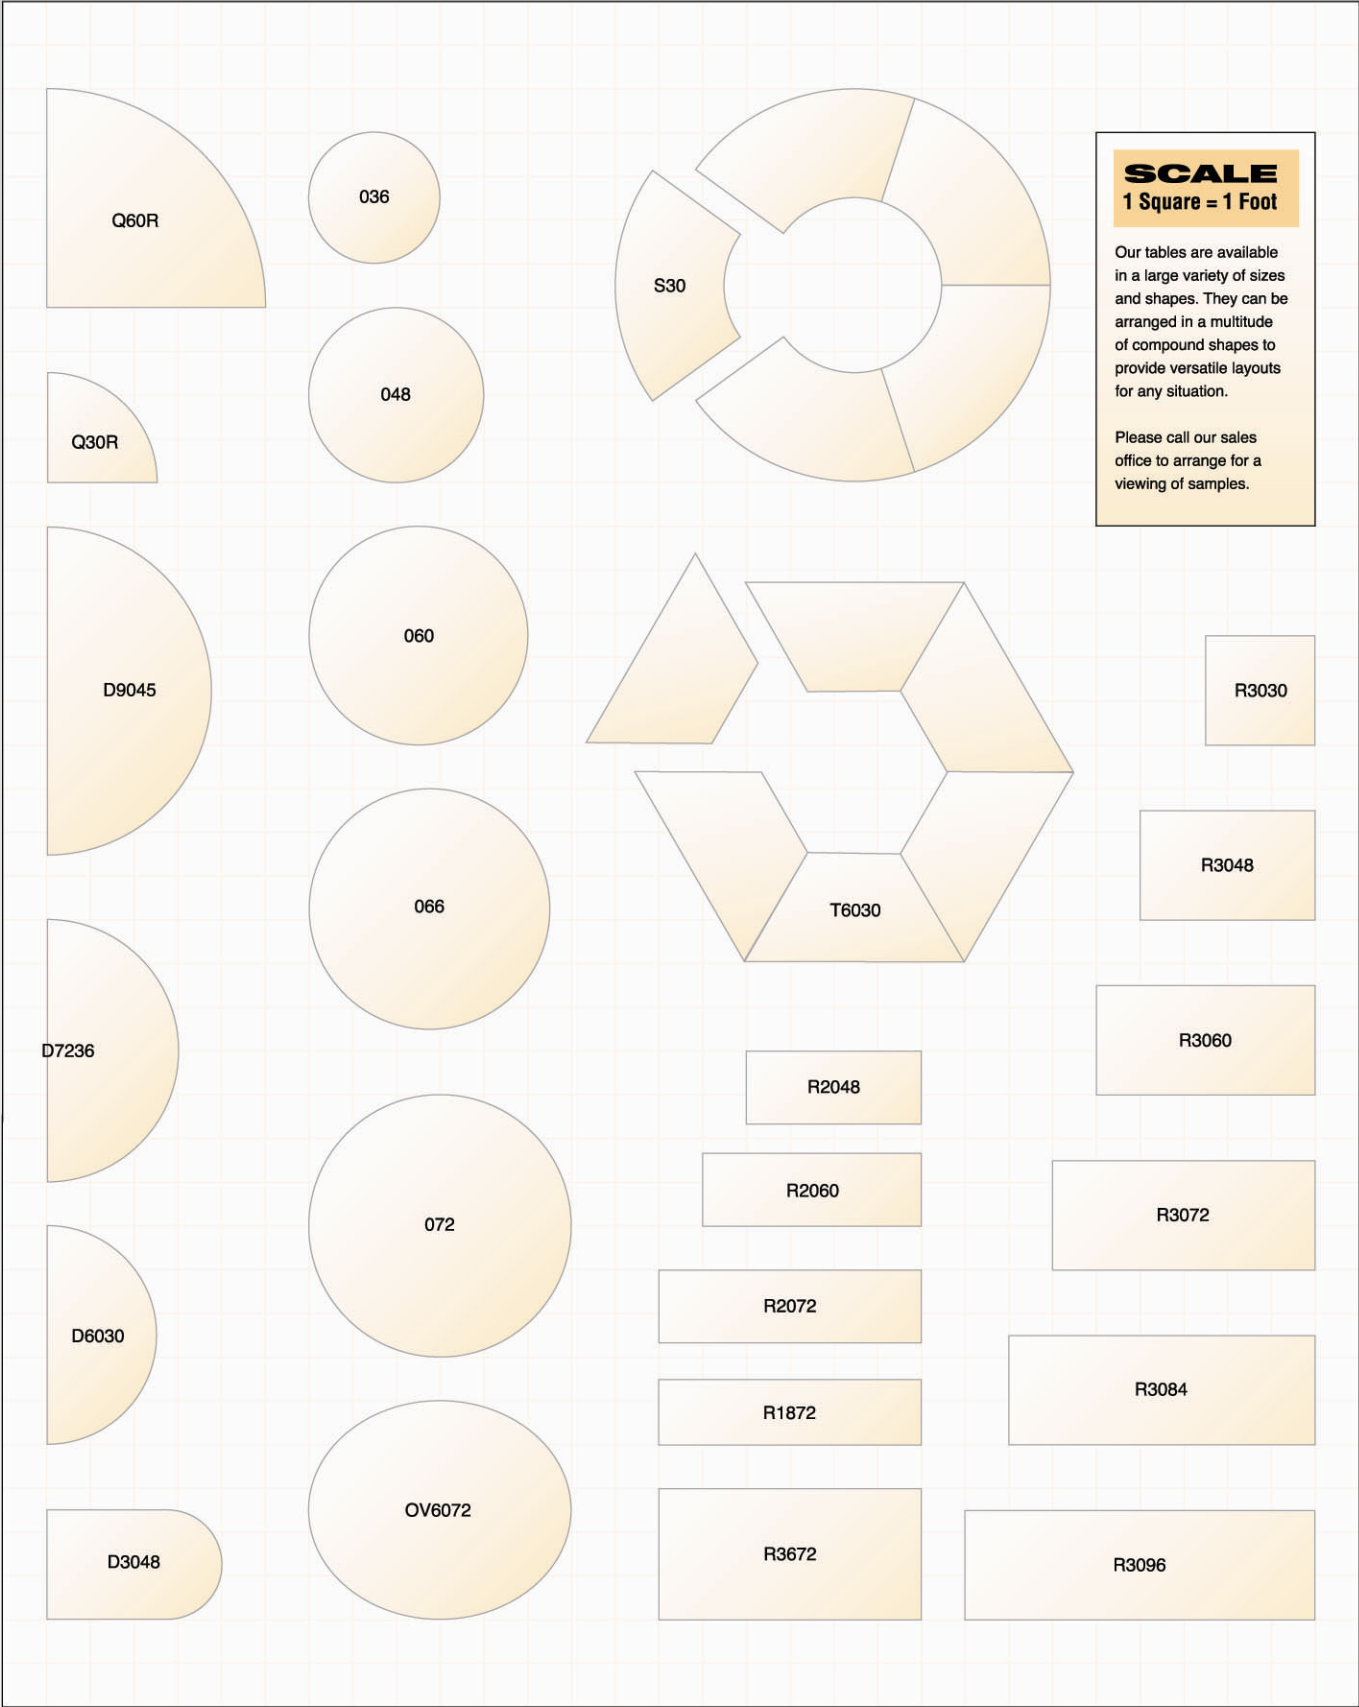 Q60R
036
S30
SCALE
1 Square = 1 Foot
Our tables are available
in a large variety of sizes
and shapes. They can be
arranged in a multitude
of compound shapes to
provide versatile layouts
for any situation.
Please call our sales
office to arrange for a
viewing of samples.
048
Q30R
060
D9045
R3030
R3048
066
T6030
R3060
D7236
R2048
R2060
R3072
072
R2072
D6030
R3084
R1872
OV6072
R3672
D3048
R3096